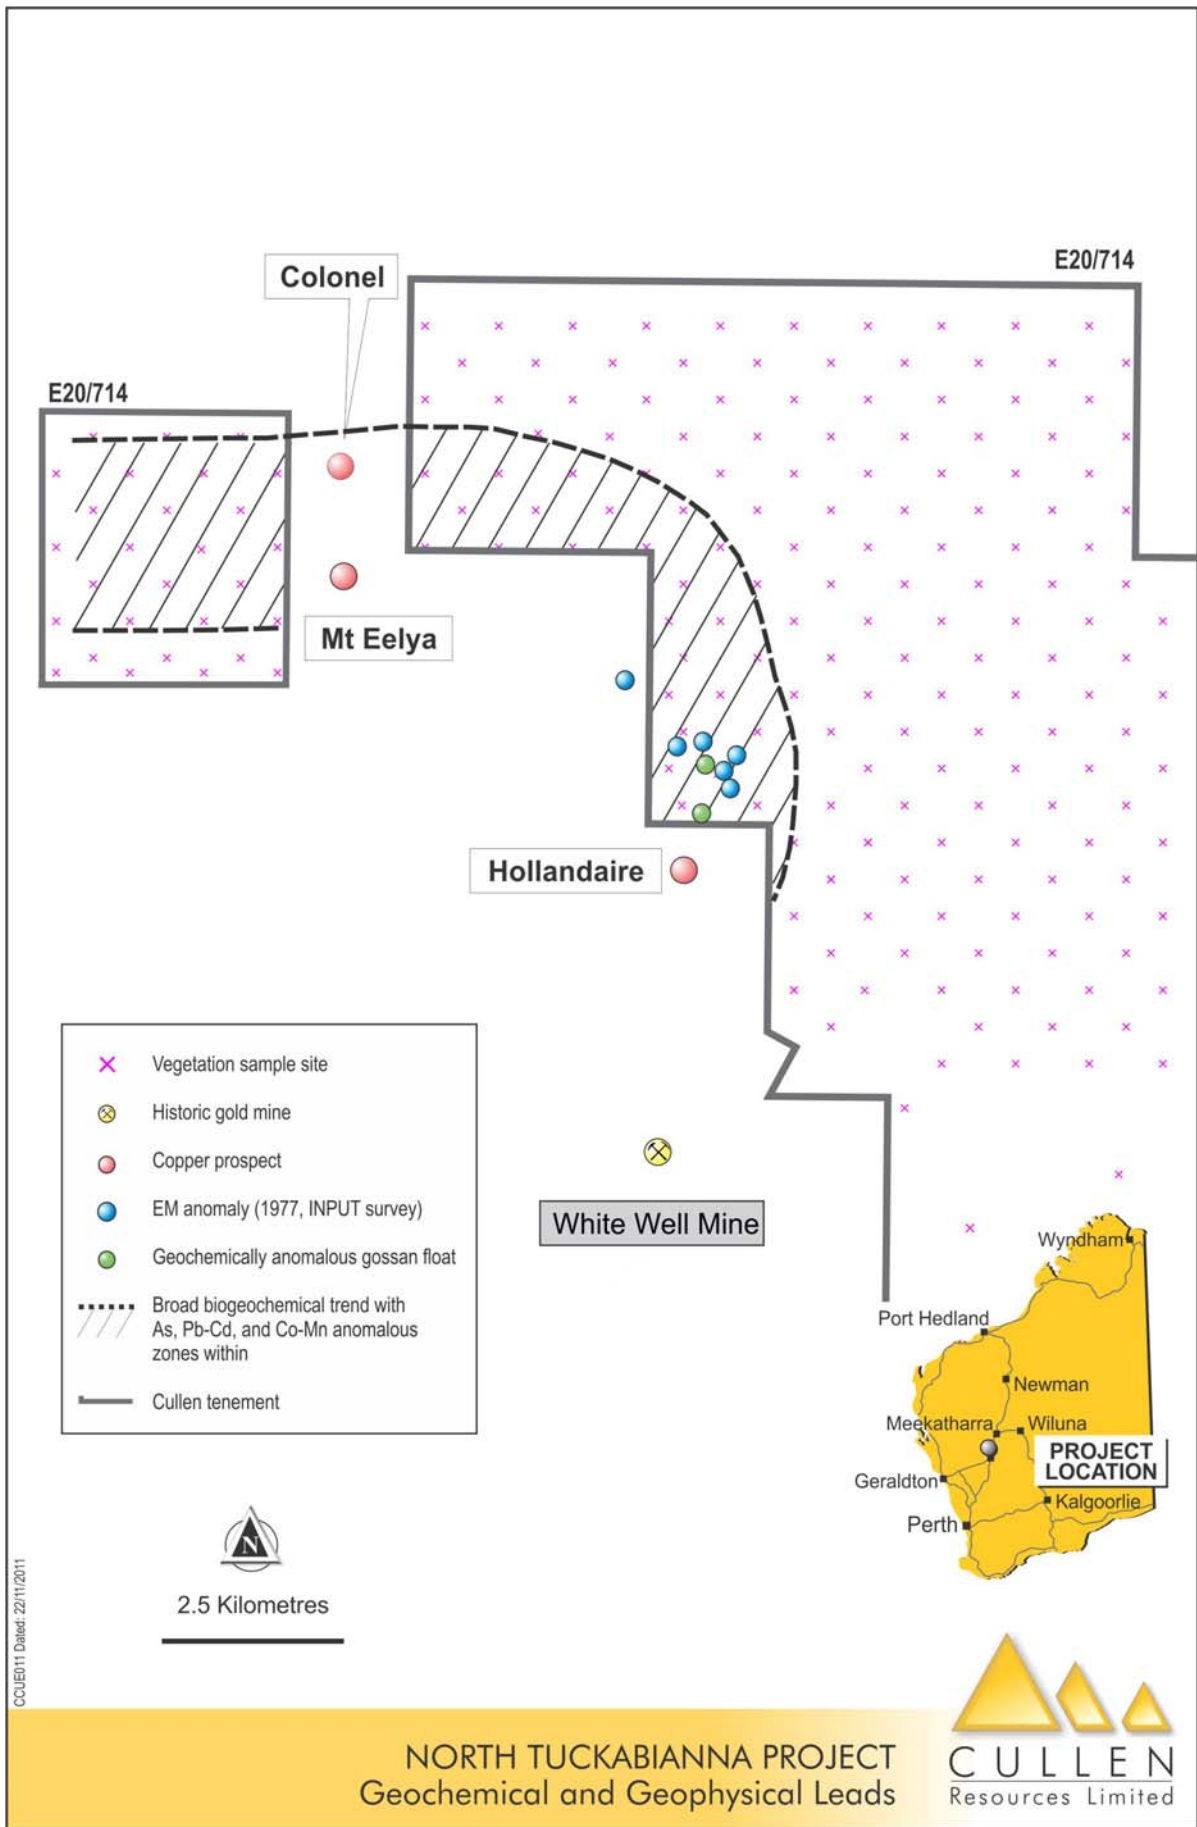 E20/714
Colonel
E20/714
Mt Eelya
Hollandaire
Vegetation sample site
Historic gold mine
Copper prospect
EM anomaly (1977, INPUT survey)
Geochemically anomalous gossan float
Broad biogeochemical trend with
As, Pb-Cd, and Co-Mn anomalous
zones within
Cullen tenement
White Well Mine
Wyndham
Port Hedland
Newman
Meekatharra
Wiluna
PROJECT
LOCATION
Geraldton
Kalgoorlie
Perth
N
2.5 Kilometres
CCUE011 Dated: 22/11/2011
NORTH TUCKABIANNA PROJECT
Geochemical and Geophysical Leads
CULLEN
Resources Limited